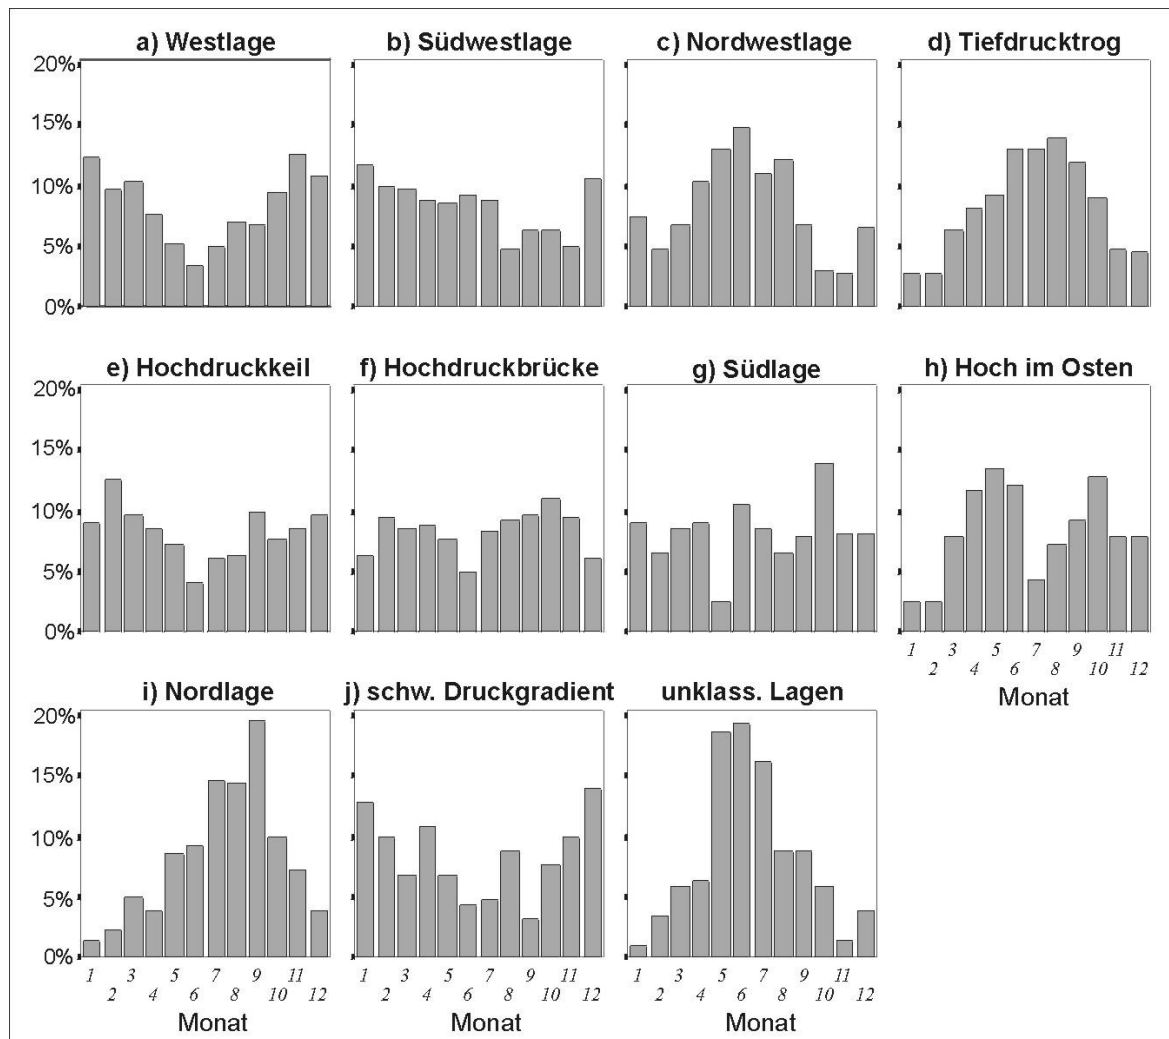 a) Westlage
b) Südwestlage
c) Nordwestlage
d) Tiefdrucktrog
20%
15%
10%
5%
0%
e) Hochdruckkeil
f) Hochdruckbrücke
g) Südlage
h) Hoch im Osten
20%
15%
10%
5%
0%
1 2 3 4 5 6 7 8 9 10 11 12
Monat
i) Nordlage
j) schw. Druckgradient
unklass. Lagen
20%
15%
10%
5%
0%
1 2 3 4 5 6 7 8 9 10 11 12
Monat
1 2 3 4 5 6 7 8 9 10 11 12
Monat
1 2 3 4 5 6 7 8 9 10 11 12
Monat